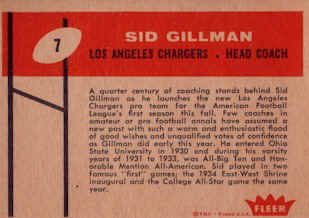 7
SID GILLMAN
LOS ANGELES CHARGERS • HEAD COACH
A quarter century of coaching stands behind Sid
Gillman as he launches the new Los Angeles
Chargers pro team for the American Football
League's first season this fall. Few coaches in
amateur or pro football annals have assumed a
new post with such a warm and enthusiastic flood
of good wishes and unqualified votes of confidence
as Gillman did early this year. He entered Ohio
State University in 1930 and during his varsity
years of 1931 to 1933, was All-Big Ten and Hon-
orable Mention All-American. Sid played in two
famous "first" games; the 1934 East-West Shrine
inaugural and the College All-Star game the same
year.
FLEER